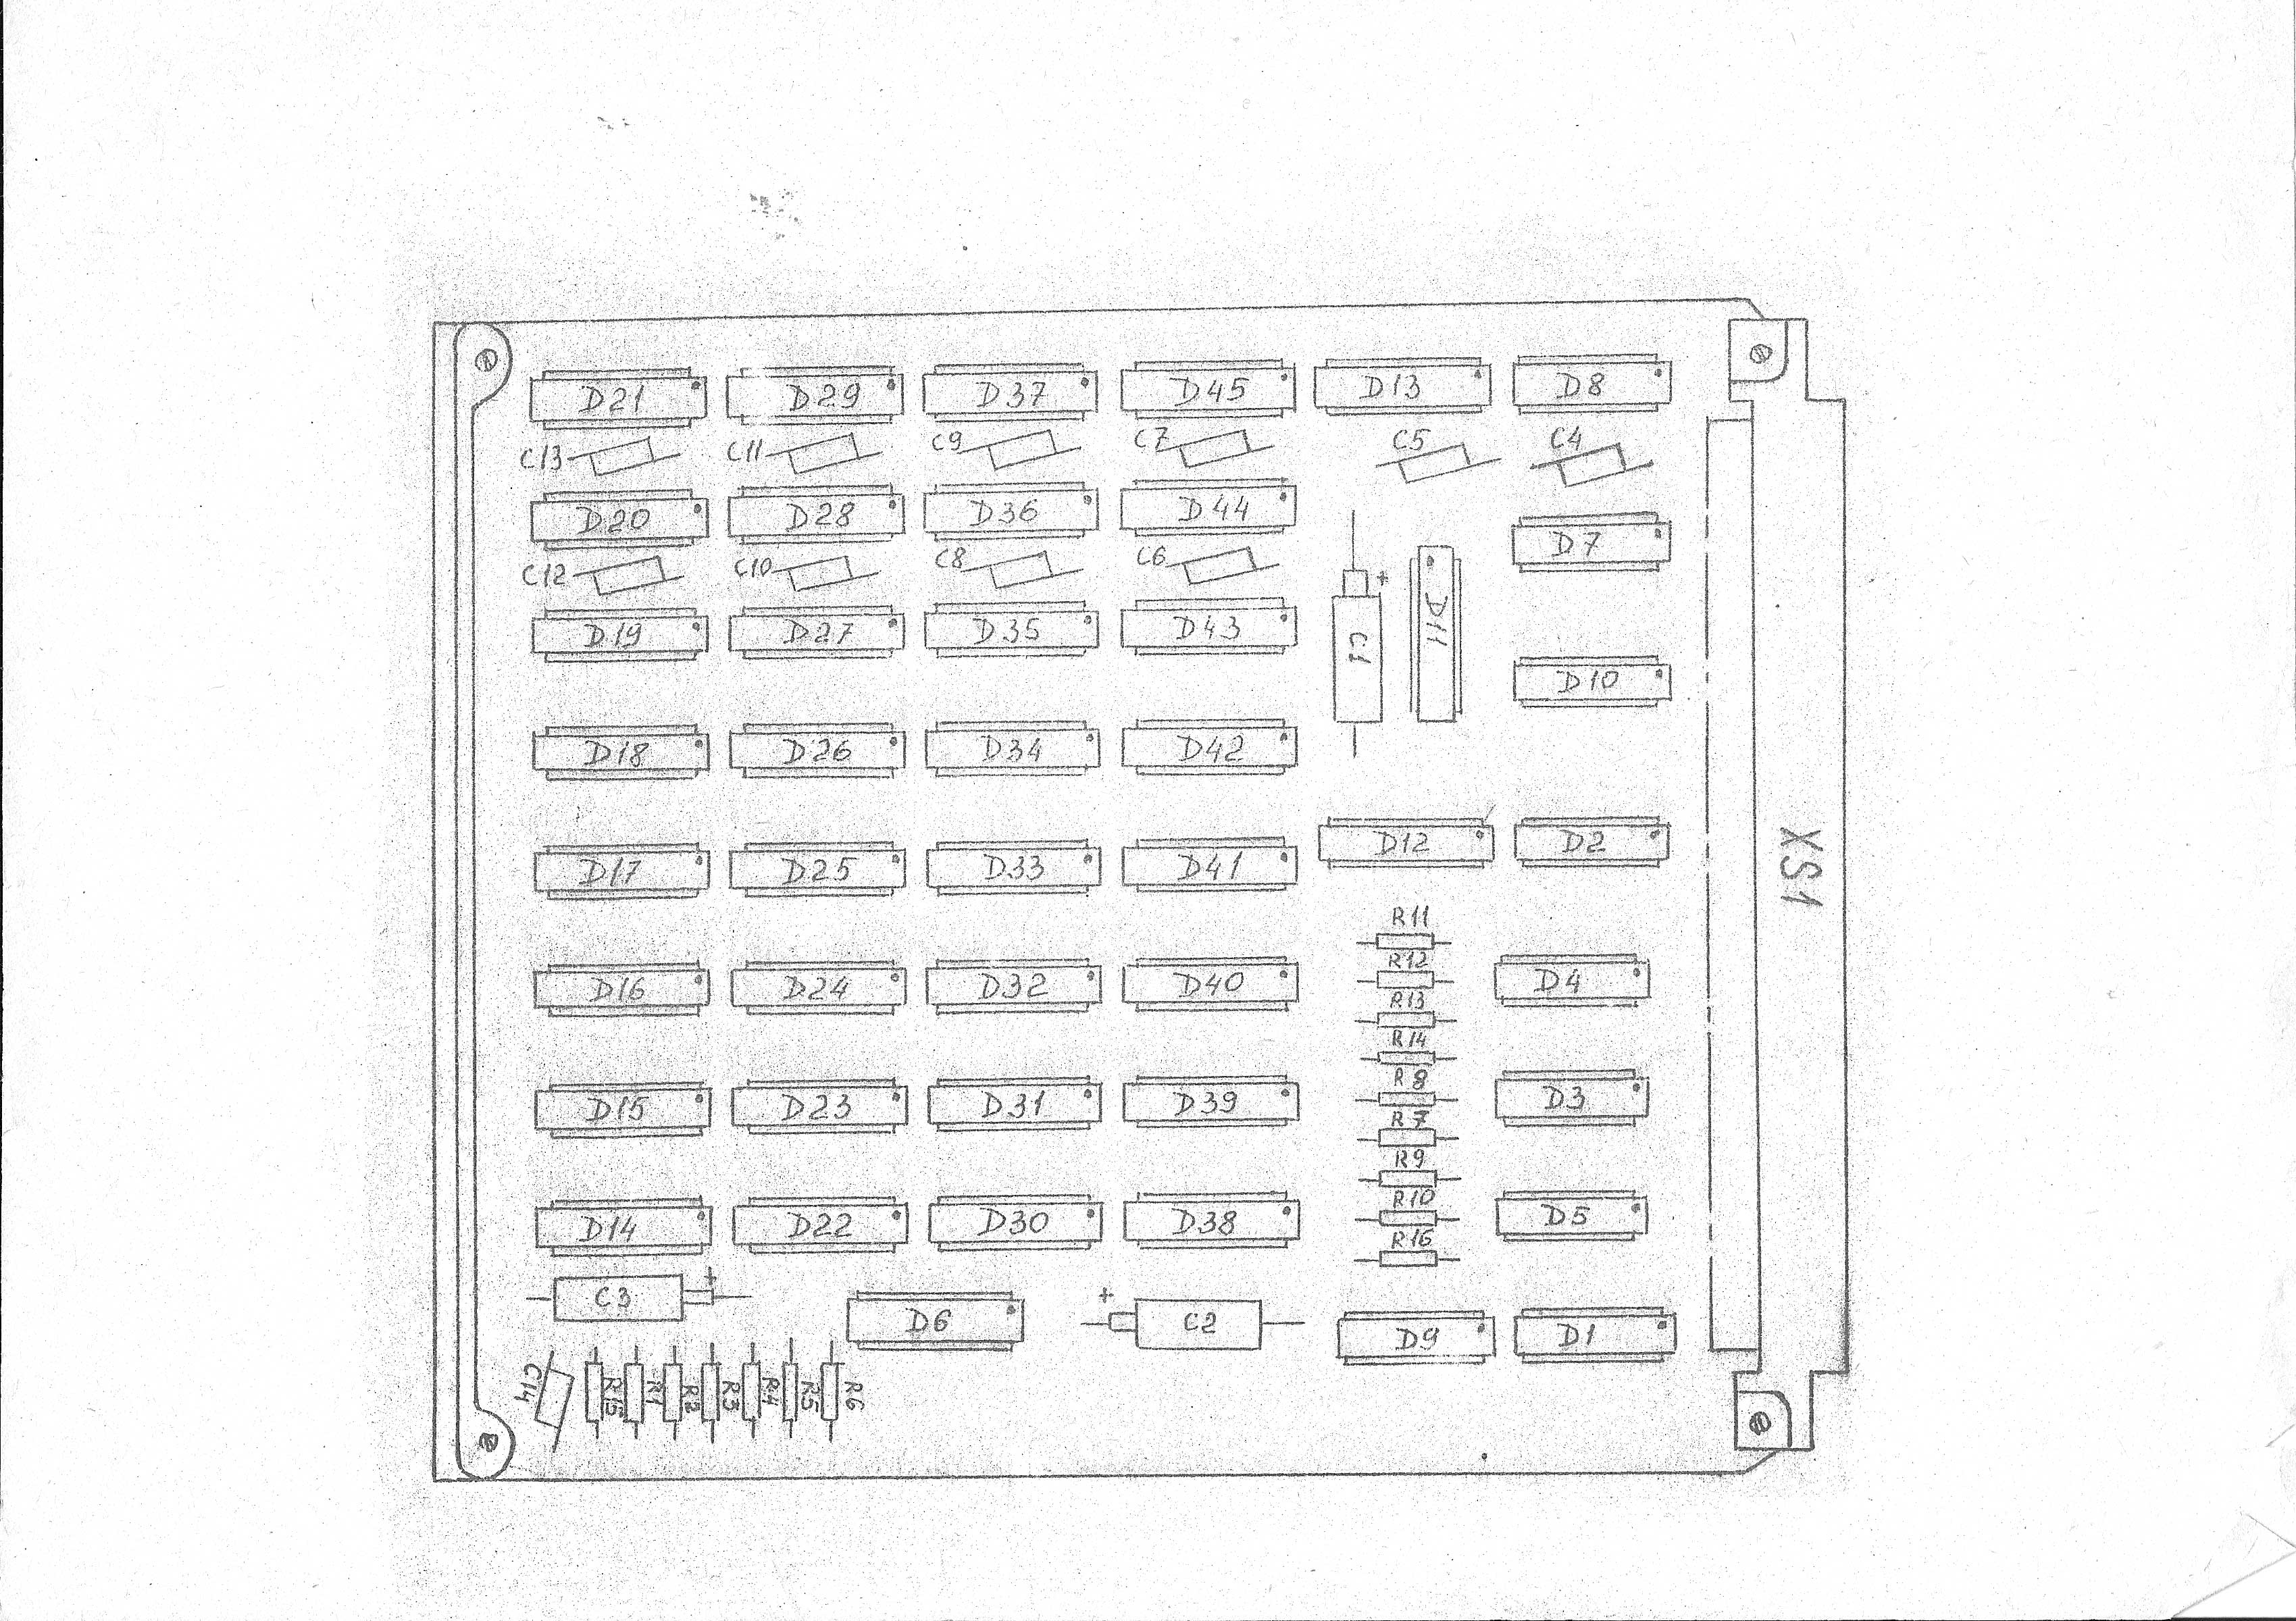 D21 D29 D37 D45 D13 D8
C13 C11 C9 C7 C5 C4
D20 D28 D36 D44 D7
C12 C10 C8 C6
D19 D27 D35 D43 C1 D11 D10
D18 D26 D34 D42
D17 D25 D33 D41 D12 D2
XS1
R11
R12
D16 D24 D32 D40 D4
R13
R14
R8
D15 D23 D31 D39 D3
R7
R9
R10
D14 D22 D30 D38 D5
R16
C3 + D6 + C2 D9 D1
+
C14 R15 R1 R2 R3 R4 R5 R6